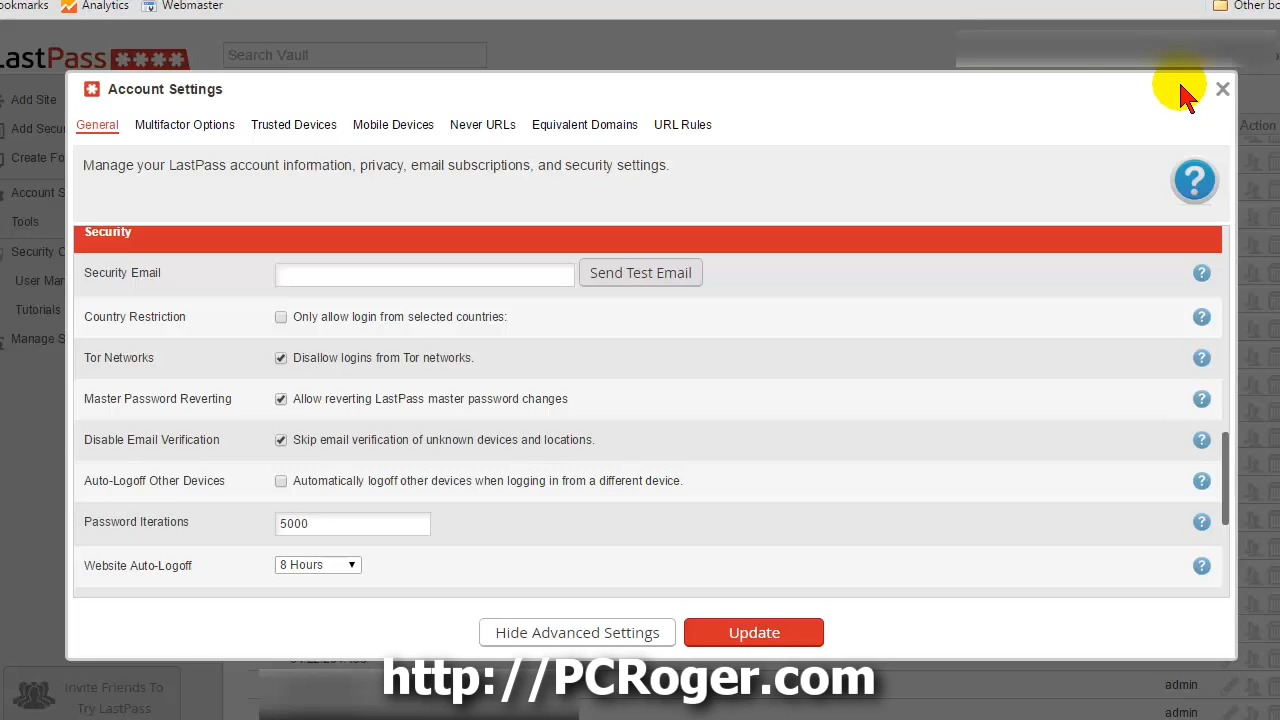 ookmarks Analytics Webmaster Other bo
LastPass ****
Search Vault
Account Settings
General Multifactor Options Trusted Devices Mobile Devices Never URLs Equivalent Domains URL Rules
Manage your LastPass account information, privacy, email subscriptions, and security settings.
Add Site
Add Secu
Create Fo
Account S
Tools
Security C
User Man
Tutorials
Manage S
Action
Security
Security Email Send Test Email
Country Restriction Only allow login from selected countries:
Tor Networks Disallow logins from Tor networks.
Master Password Reverting Allow reverting LastPass master password changes
Disable Email Verification Skip email verification of unknown devices and locations.
Auto-Logoff Other Devices Automatically logoff other devices when logging in from a different device.
Password Iterations 5000
Website Auto-Logoff 8 Hours
Hide Advanced Settings Update
http://PCRoger.com
Invite Friends To
Try LastPass
admin
admin